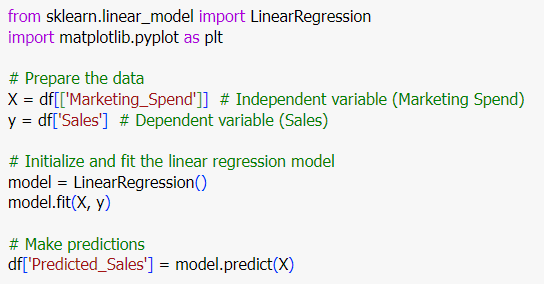 from sklearn.linear_model import LinearRegression
import matplotlib.pyplot as plt
# Prepare the data
X = df[['Marketing_Spend']]  # Independent variable (Marketing Spend)
y = df['Sales']  # Dependent variable (Sales)
# Initialize and fit the linear regression model
model = LinearRegression()
model.fit(X, y)
# Make predictions
df['Predicted_Sales'] = model.predict(X)